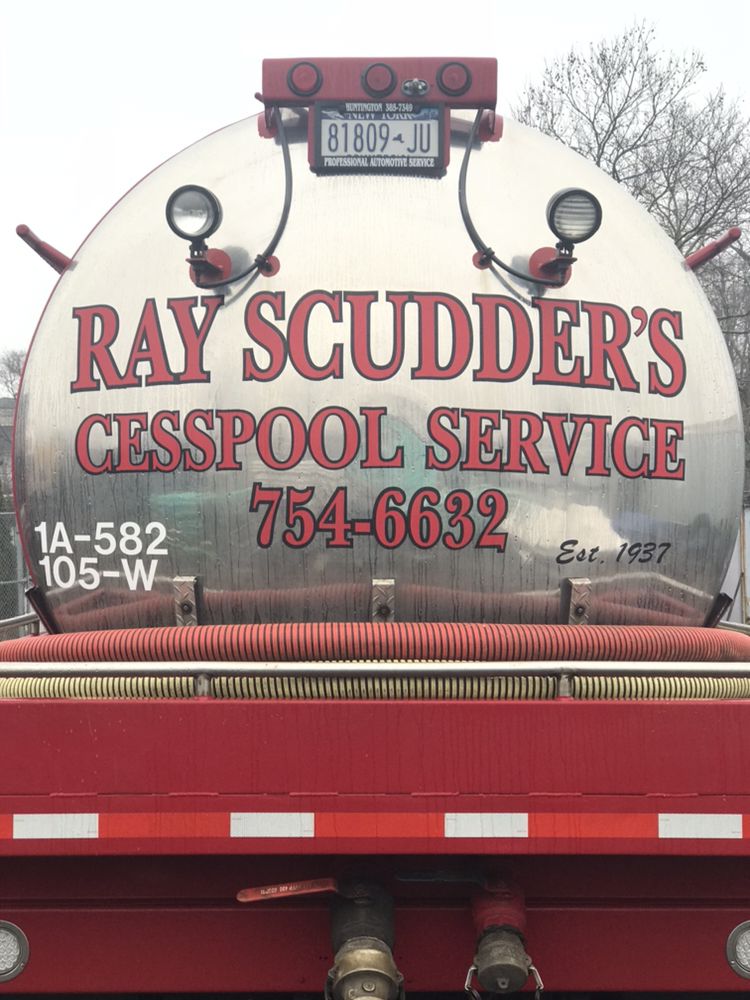 HUNTINGTON 385-7349
NEW YORK
81809 JU
PROFESSIONAL AUTOMOTIVE SERVICE
RAY SCUDDER'S
CESSPOOL SERVICE
754-6632
Est. 1937
1A-582
105-W